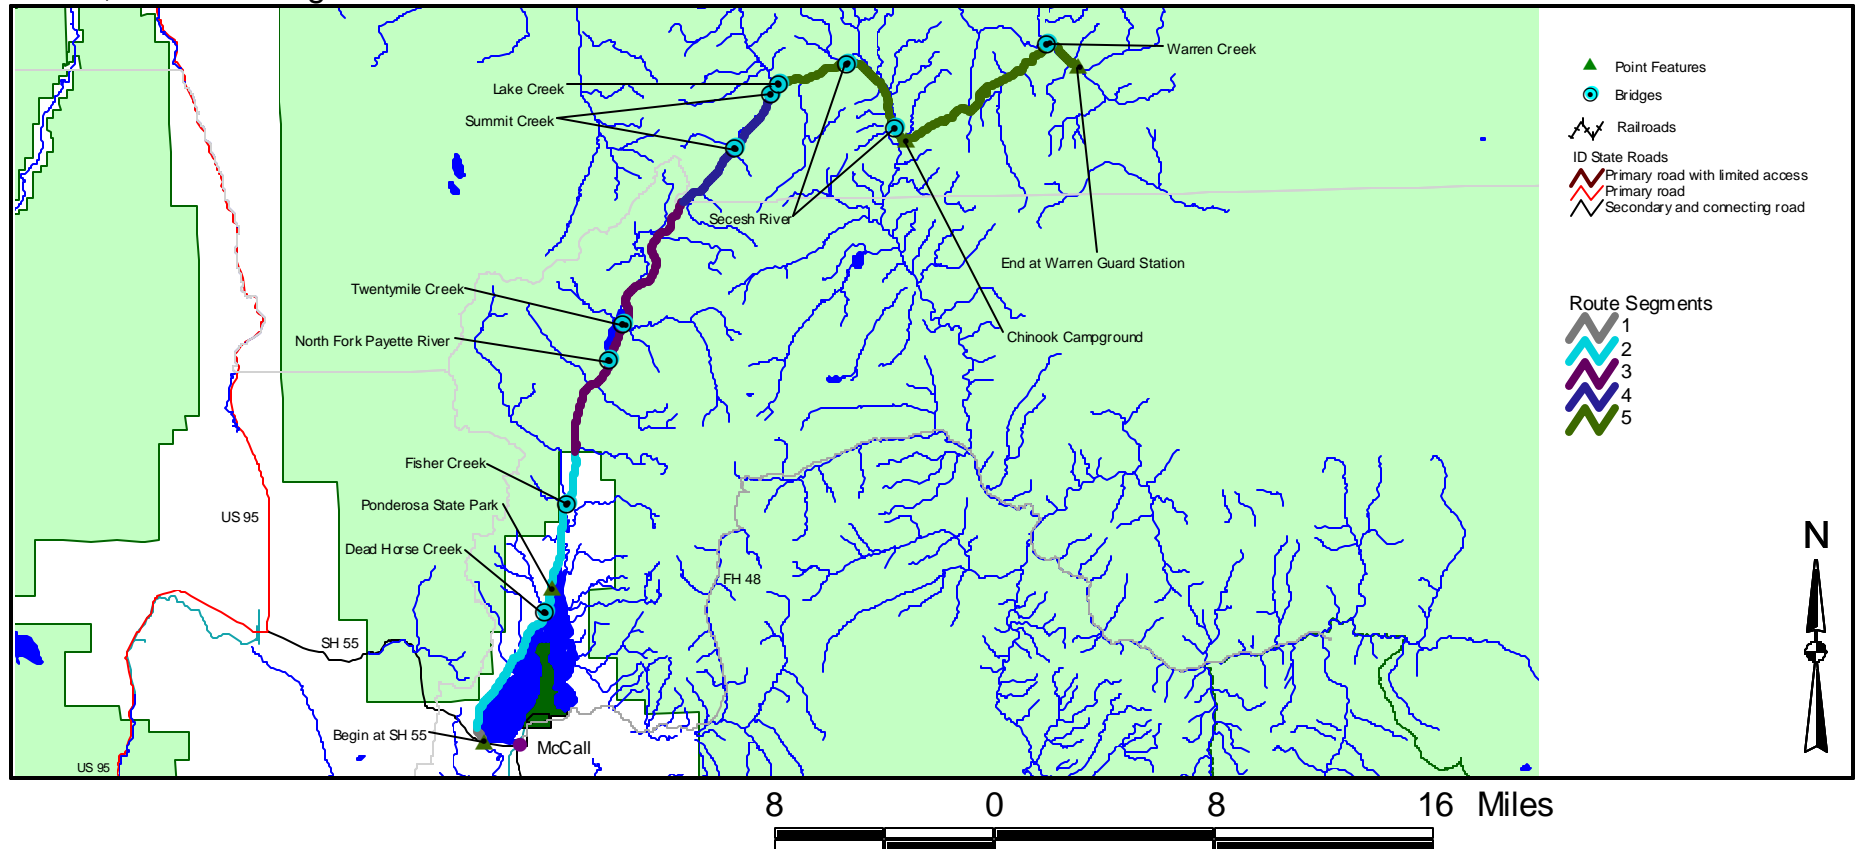 Warren Creek
Lake Creek
Summit Creek
Secesh River
End at Warren Guard Station
Twentymile Creek
North Fork Payette River
Chinook Campground
Fisher Creek
Ponderosa State Park
US 95
Dead Horse Creek
FH 48
SH 55
Begin at SH 55
McCall
US 95
Point Features
Bridges
Railroads
ID State Roads
Primary road with limited access
Primary road
Secondary and connecting road
Route Segments
1
2
3
4
5
N
8 0 8 16 Miles